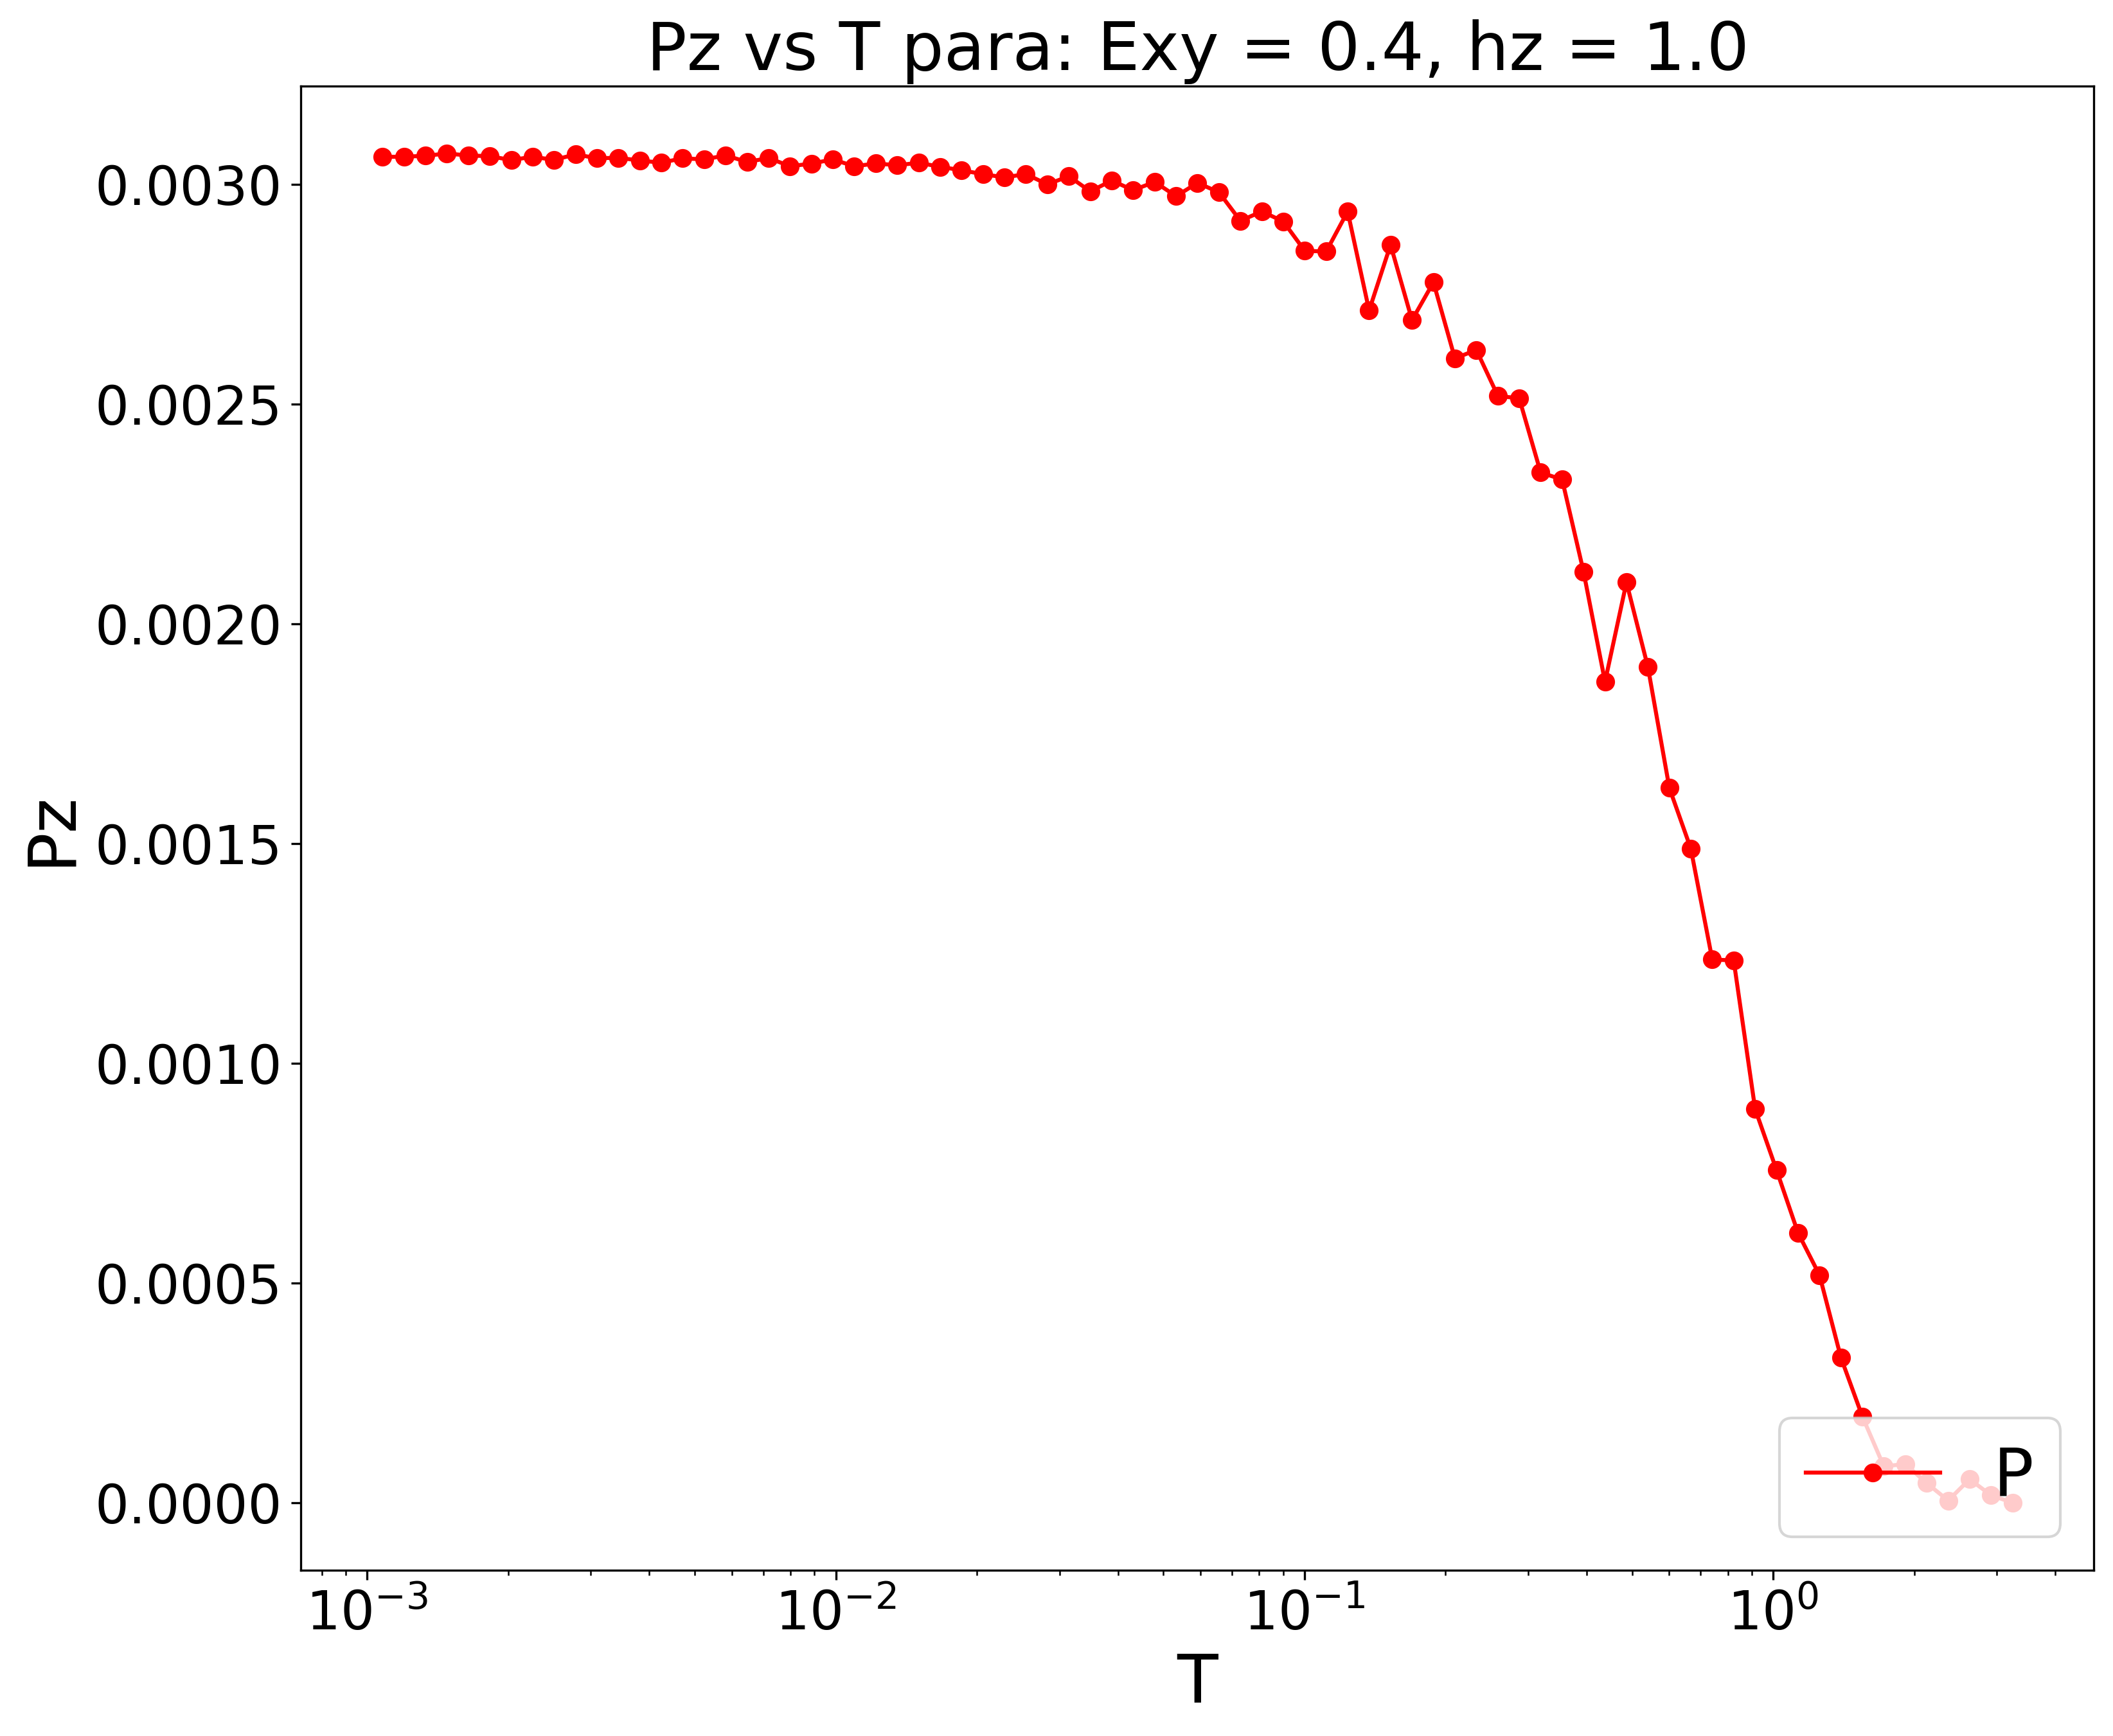 Pz vs T para: Exy = 0.4, hz = 1.0
Pz
0.0030
0.0025
0.0020
0.0015
0.0010
0.0005
0.0000
P
10⁻³ 10⁻² 10⁻¹ 10⁰
T